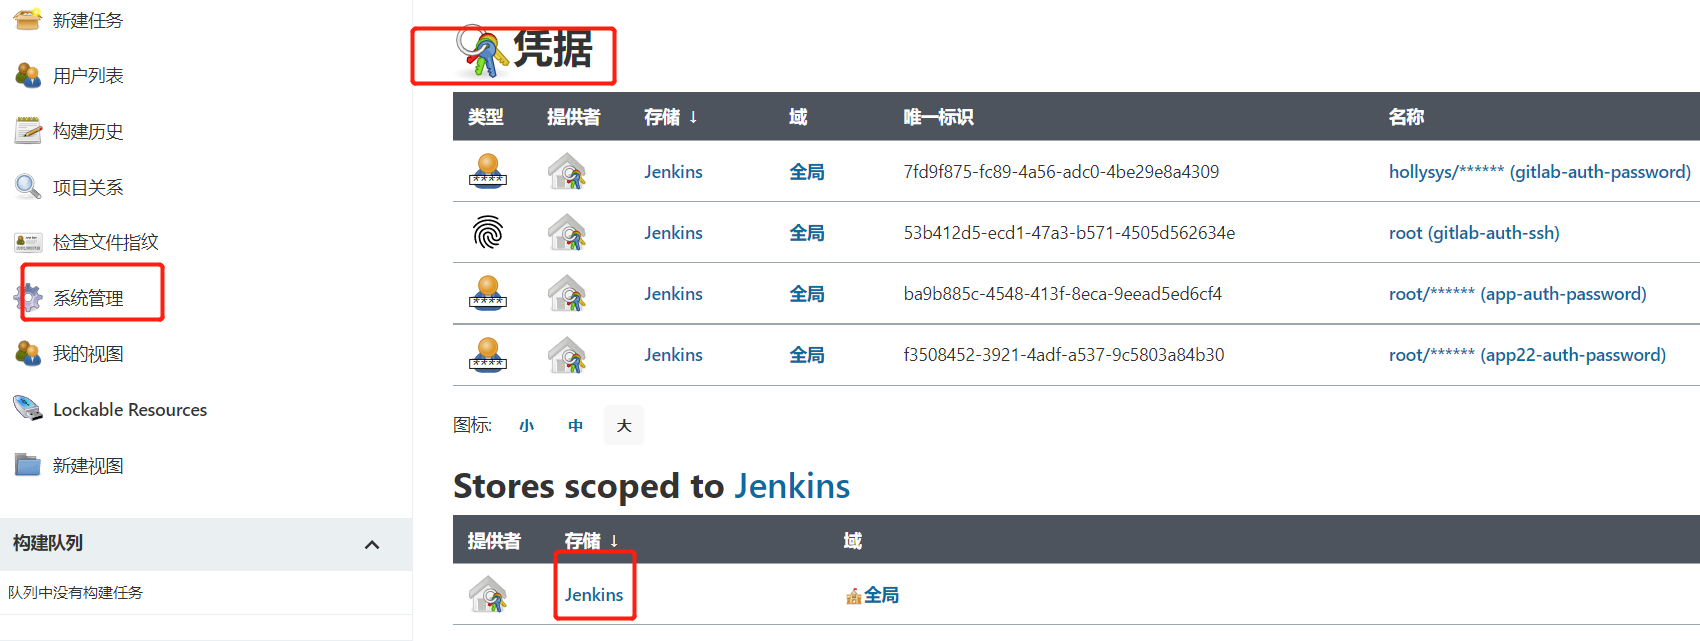 新建任务
用户列表
构建历史
项目关系
检查文件指纹
系统管理
我的视图
Lockable Resources
新建视图
构建队列
队列中没有构建任务
凭据
类型 提供者 存储 ↓ 域 唯一标识 名称
Jenkins 全局 7fd9f875-fc89-4a56-adc0-4be29e8a4309 hollysys/****** (gitlab-auth-password)
Jenkins 全局 53b412d5-ecd1-47a3-b571-4505d562634e root (gitlab-auth-ssh)
Jenkins 全局 ba9b885c-4548-413f-8eca-9eead5ed6cf4 root/****** (app-auth-password)
Jenkins 全局 f3508452-3921-4adf-a537-9c5803a84b30 root/****** (app22-auth-password)
图标: 小 中 大
Stores scoped to Jenkins
提供者 存储 ↓ 域
Jenkins 全局